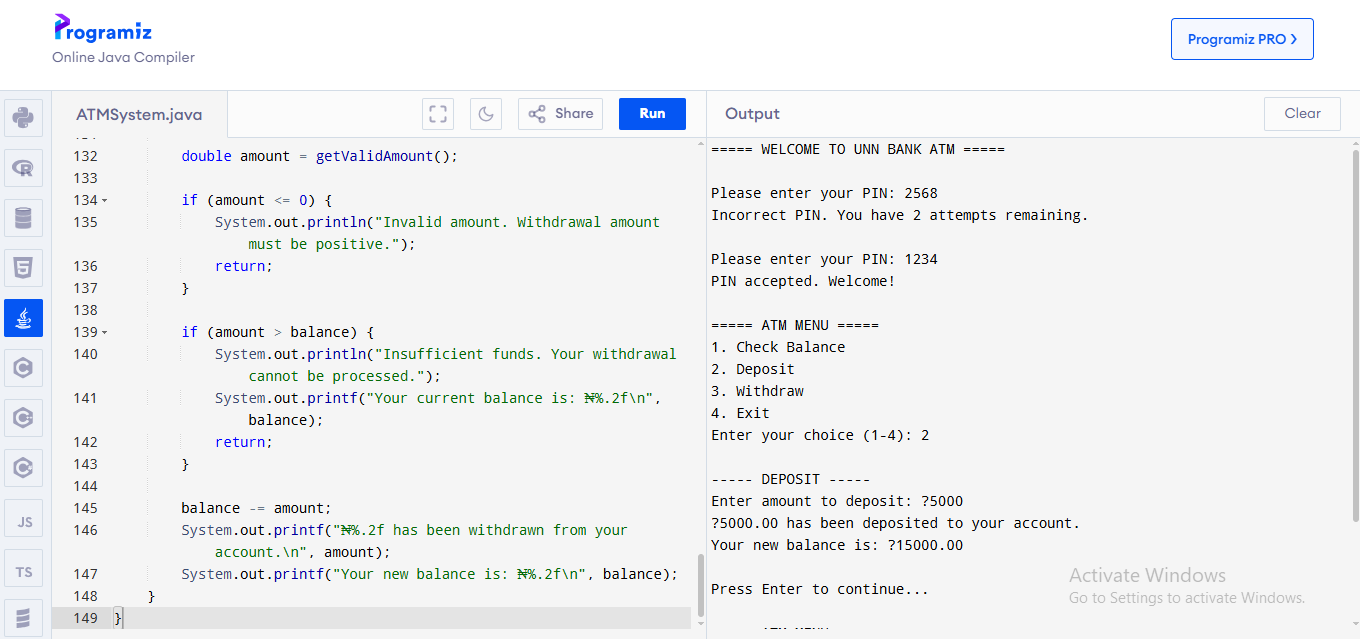 Programiz
Online Java Compiler
Programiz PRO
ATMSystem.java
Share
Run
132 double amount = getValidAmount();
133
134 if (amount <= 0) {
135 System.out.println("Invalid amount. Withdrawal amount
must be positive.");
136 return;
137 }
138
139 if (amount > balance) {
140 System.out.println("Insufficient funds. Your withdrawal
cannot be processed.");
141 System.out.printf("Your current balance is: ₦%.2f\n",
balance);
142 return;
143 }
144
145 balance -= amount;
146 System.out.printf("₦%.2f has been withdrawn from your
account.\n", amount);
147 System.out.printf("Your new balance is: ₦%.2f\n", balance);
148 }
149 }
Output
Clear
===== WELCOME TO UNN BANK ATM =====
Please enter your PIN: 2568
Incorrect PIN. You have 2 attempts remaining.
Please enter your PIN: 1234
PIN accepted. Welcome!
===== ATM MENU =====
1. Check Balance
2. Deposit
3. Withdraw
4. Exit
Enter your choice (1-4): 2
----- DEPOSIT -----
Enter amount to deposit: ?5000
?5000.00 has been deposited to your account.
Your new balance is: ?15000.00
Press Enter to continue...
Activate Windows
Go to Settings to activate Windows.
JS
TS